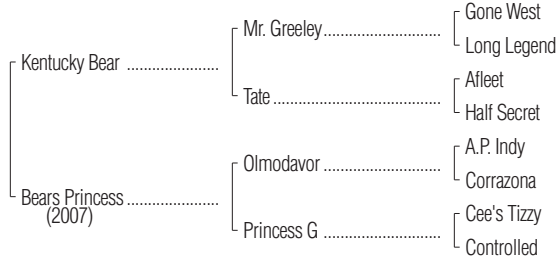 Gone West
Mr. Greeley
Long Legend
Kentucky Bear
Afleet
Tate
Half Secret
A.P. Indy
Olmodavor
Corrazona
Bears Princess
(2007)
Cee's Tizzy
Princess G
Controlled